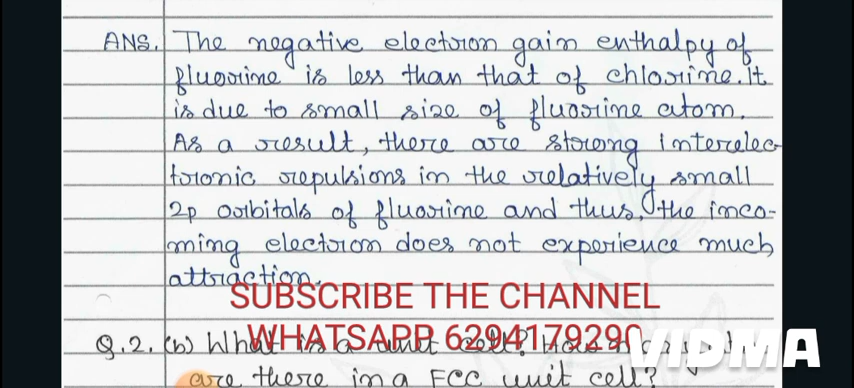 ANS. The negative electron gain enthalpy of
fluorine is less than that of chlorine. It
is due to small size of fluorine atom.
As a result, there are strong interelec-
tronic repulsions in the relatively small
2p orbitals of fluorine and thus, the inco-
ming electron does not experience much
attraction.
SUBSCRIBE THE CHANNEL
WHATSAPP 6294179290
VIDMA
Q.2. (b) What is a unit cell? How
are there in a FCC unit cell?